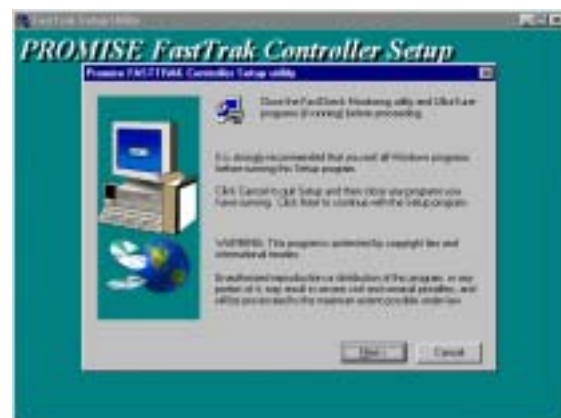 FastTrak Setup Utility
PROMISE FastTrak Controller Setup
Promise FASTTRAK Controller Setup utility
Close the FastCheck Monitoring utility and
programs (if running) before proceeding.
It is strongly recommended that you exit all Windows programs
before running this Setup program.
Click Cancel to quit Setup and then close any programs you
have running. Click Next to continue with the Setup program.
WARNING: This program is protected by copyright law and
international treaties.
Unauthorized reproduction or distribution of this program, or any
portion of it, may result in severe civil and criminal penalties, and
will be prosecuted to the maximum extent possible under law.
Next
Cancel